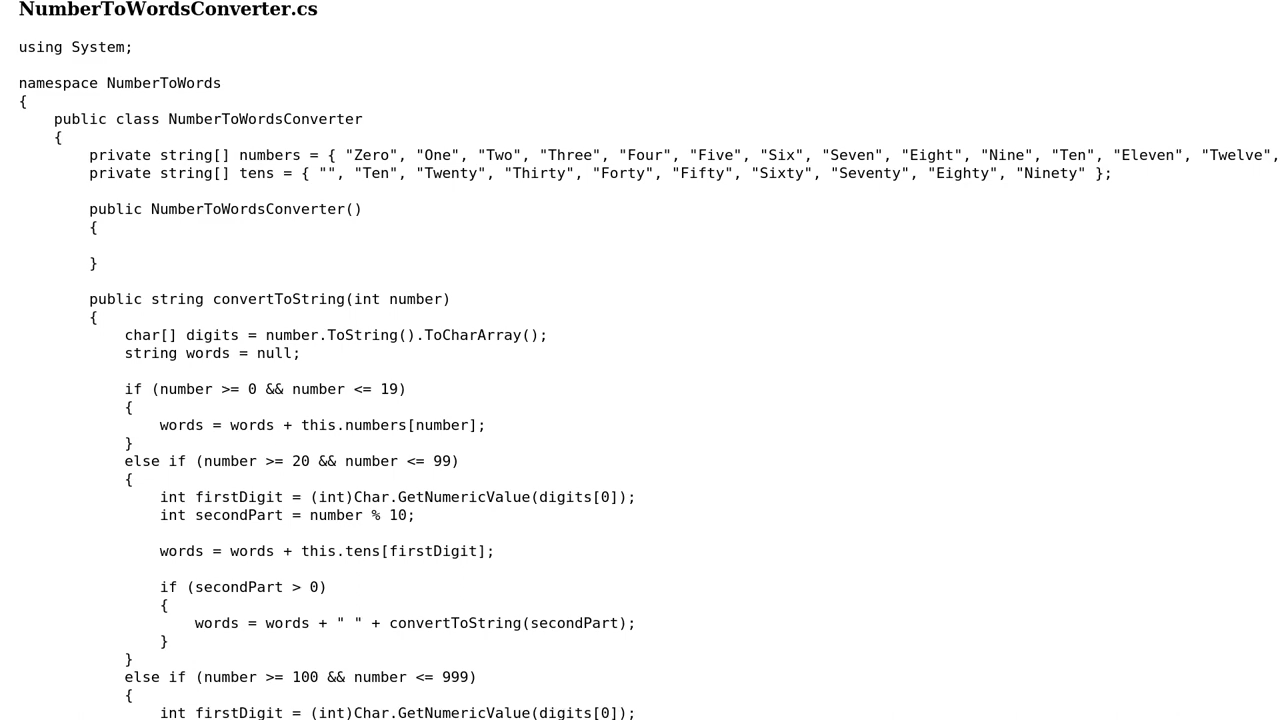 NumberToWordsConverter.cs
using System;
namespace NumberToWords
{
    public class NumberToWordsConverter
    {
        private string[] numbers = { "Zero", "One", "Two", "Three", "Four", "Five", "Six", "Seven", "Eight", "Nine", "Ten", "Eleven", "Twelve",
        private string[] tens = { "", "Ten", "Twenty", "Thirty", "Forty", "Fifty", "Sixty", "Seventy", "Eighty", "Ninety" };
        public NumberToWordsConverter()
        {
        }
        public string convertToString(int number)
        {
            char[] digits = number.ToString().ToCharArray();
            string words = null;
            if (number >= 0 && number <= 19)
            {
                words = words + this.numbers[number];
            }
            else if (number >= 20 && number <= 99)
            {
                int firstDigit = (int)Char.GetNumericValue(digits[0]);
                int secondPart = number % 10;
                words = words + this.tens[firstDigit];
                if (secondPart > 0)
                {
                    words = words + " " + convertToString(secondPart);
                }
            }
            else if (number >= 100 && number <= 999)
            {
                int firstDigit = (int)Char.GetNumericValue(digits[0]);